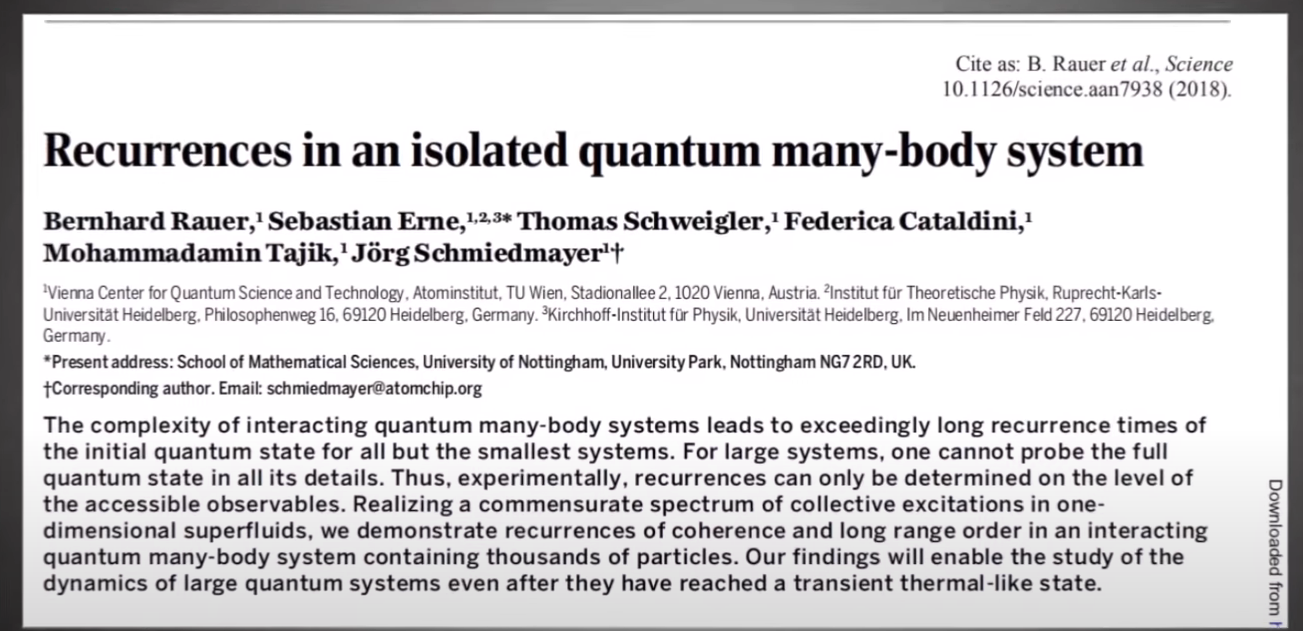 Cite as: B. Rauer et al., Science
10.1126/science.aan7938 (2018).
Recurrences in an isolated quantum many-body system
Bernhard Rauer,¹ Sebastian Erne,¹,²,³* Thomas Schweigler,¹ Federica Cataldini,¹
Mohammadamin Tajik,¹ Jörg Schmiedmayer¹†
¹Vienna Center for Quantum Science and Technology, Atominstitut, TU Wien, Stadionallee 2, 1020 Vienna, Austria. ²Institut für Theoretische Physik, Ruprecht-Karls-
Universität Heidelberg, Philosophenweg 16, 69120 Heidelberg, Germany. ³Kirchhoff-Institut für Physik, Universität Heidelberg, Im Neuenheimer Feld 227, 69120 Heidelberg,
Germany.
*Present address: School of Mathematical Sciences, University of Nottingham, University Park, Nottingham NG7 2RD, UK.
†Corresponding author. Email: schmiedmayer@atomchip.org
The complexity of interacting quantum many-body systems leads to exceedingly long recurrence times of
the initial quantum state for all but the smallest systems. For large systems, one cannot probe the full
quantum state in all its details. Thus, experimentally, recurrences can only be determined on the level of
the accessible observables. Realizing a commensurate spectrum of collective excitations in one-
dimensional superfluids, we demonstrate recurrences of coherence and long range order in an interacting
quantum many-body system containing thousands of particles. Our findings will enable the study of the
dynamics of large quantum systems even after they have reached a transient thermal-like state.
Downloaded from